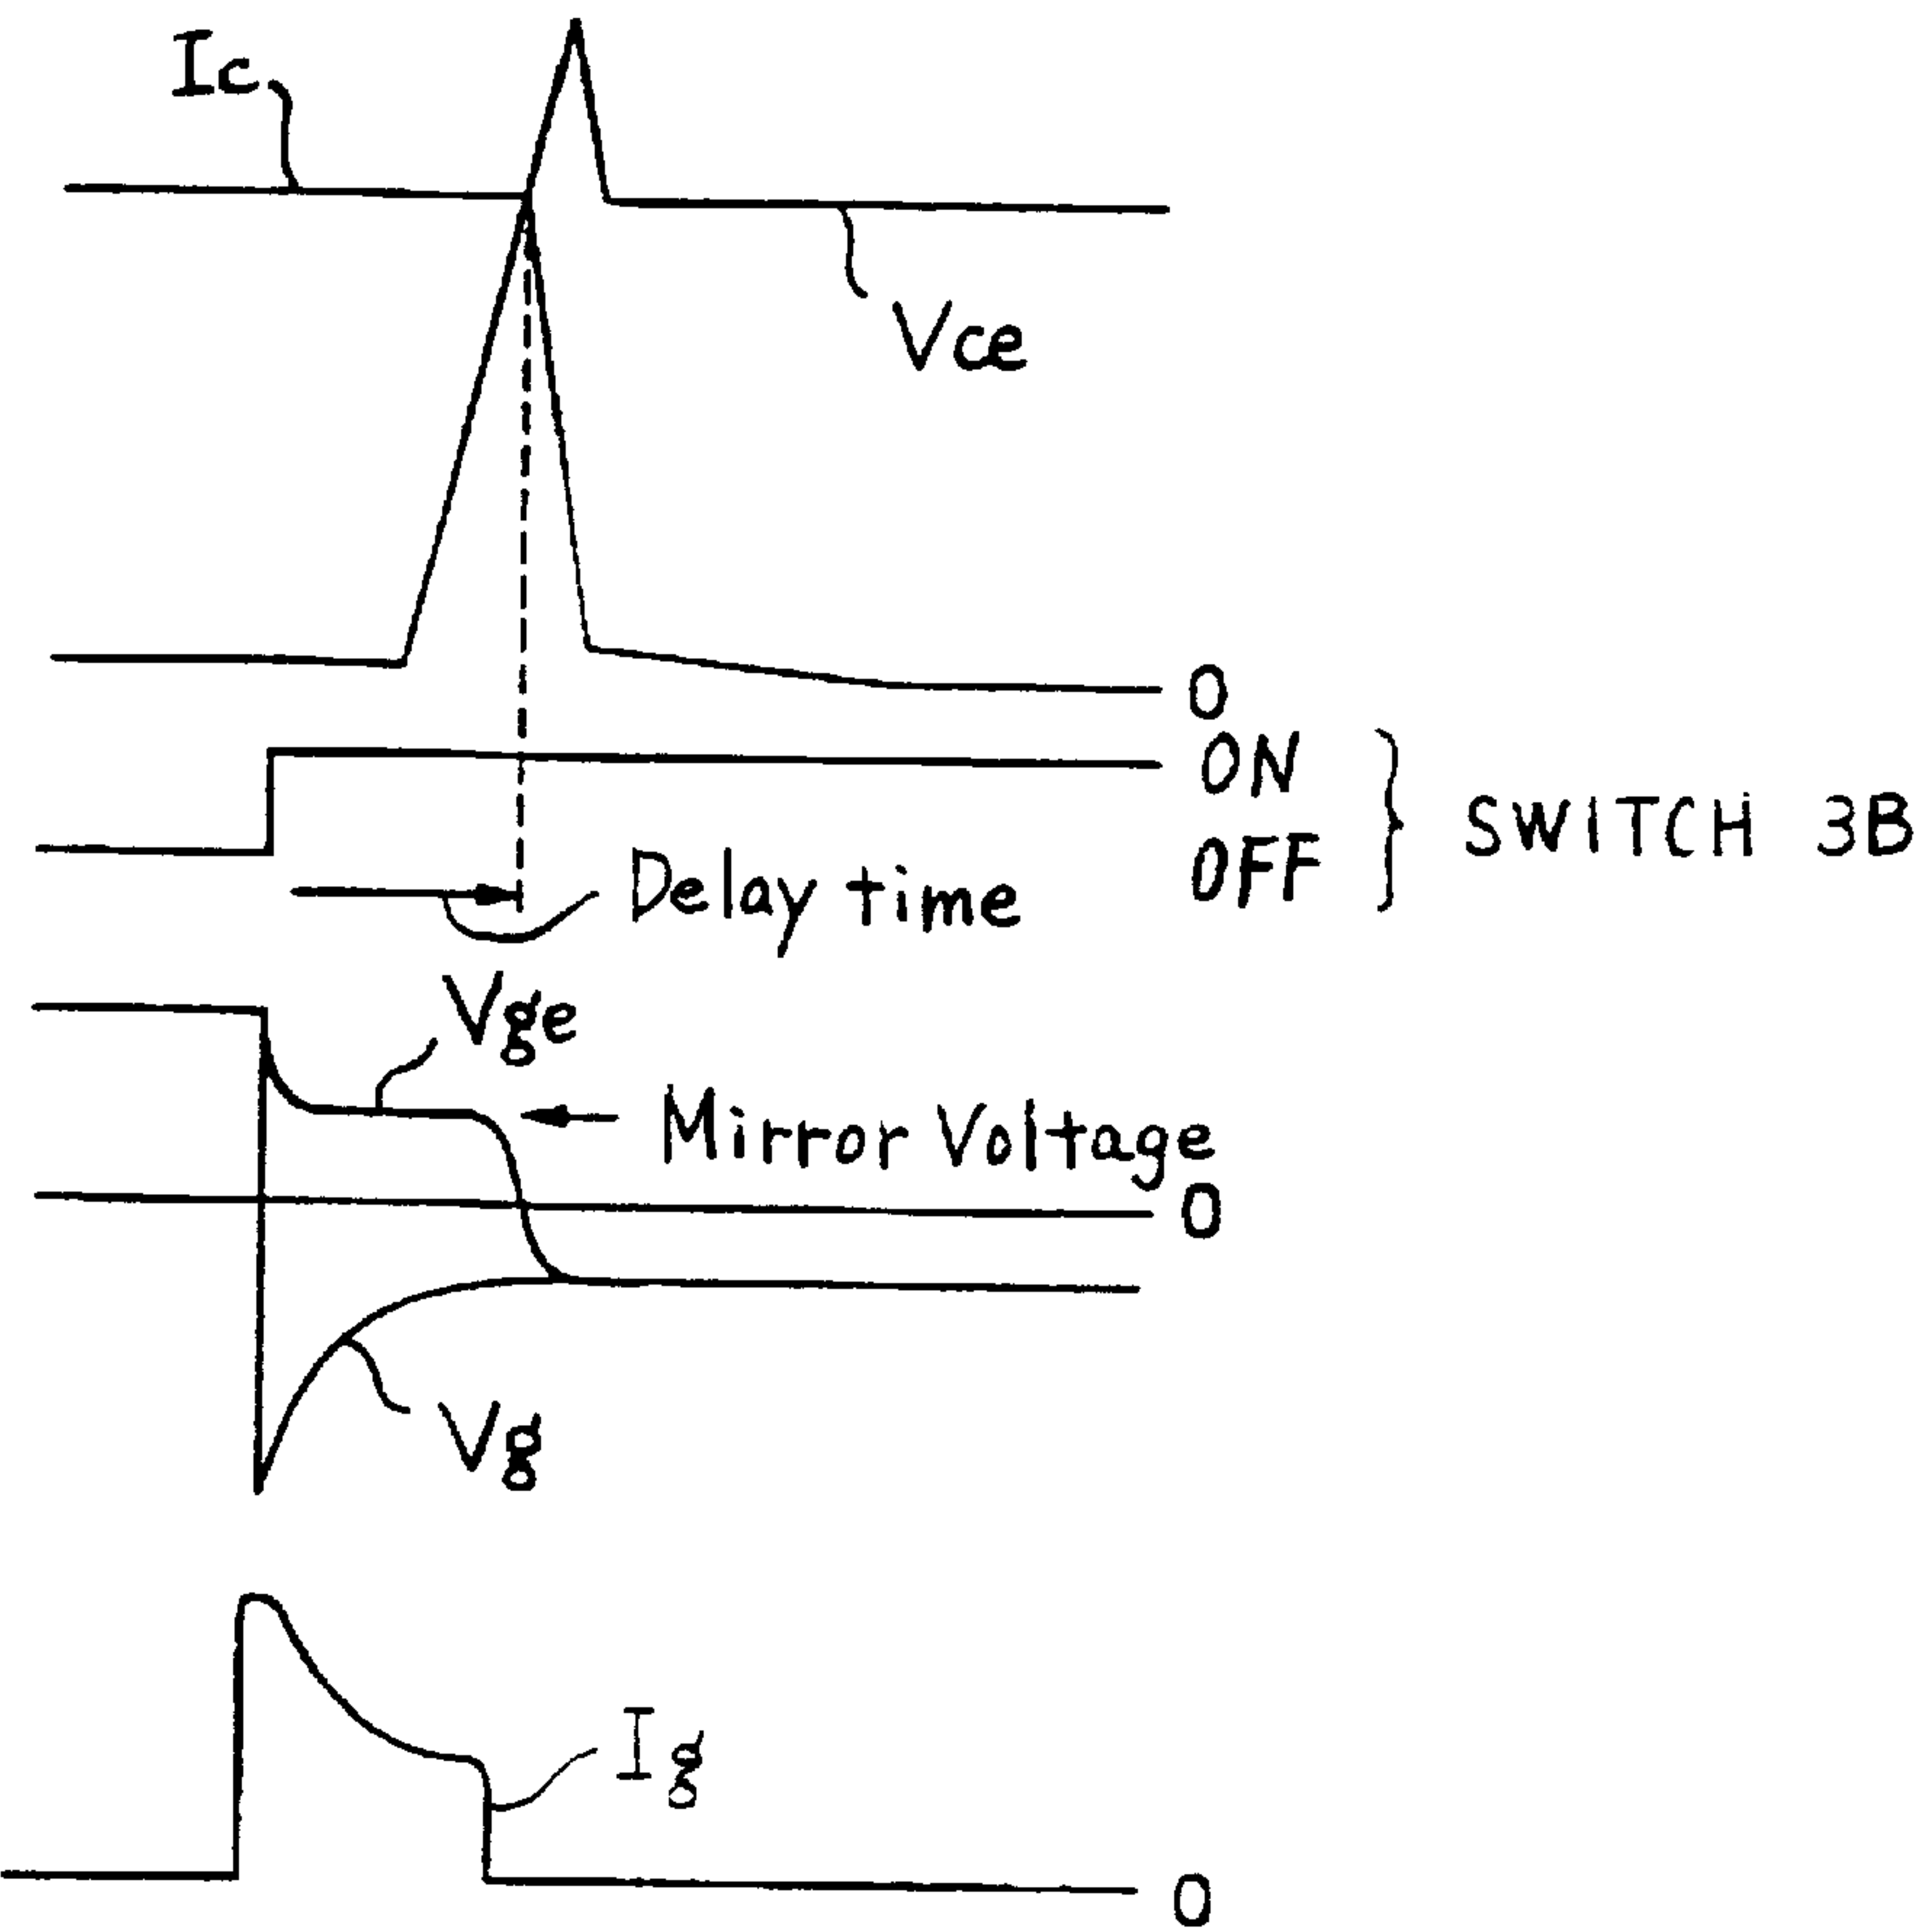 Ic
Vce
0
ON
OFF
SWITCH 3B
Delay time
Vge
Mirror Voltage
0
Vg
Ig
0